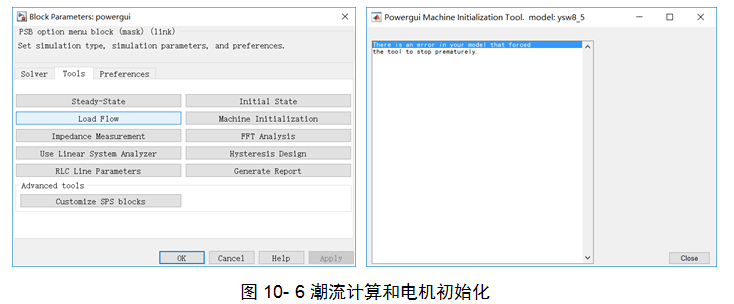 Block Parameters: powergui
PSB option menu block (mask) (link)
Set simulation type, simulation parameters, and preferences.
Solver Tools Preferences
Steady-State Initial State
Load Flow Machine Initialization
Impedance Measurement FFT Analysis
Use Linear System Analyzer Hysteresis Design
RLC Line Parameters Generate Report
Advanced tools
Customize SPS blocks
OK Cancel Help Apply
Powergui Machine Initialization Tool. model: ysw8_5
There is an error in your model that forced
the tool to stop prematurely.
Close
图 10- 6 潮流计算和电机初始化